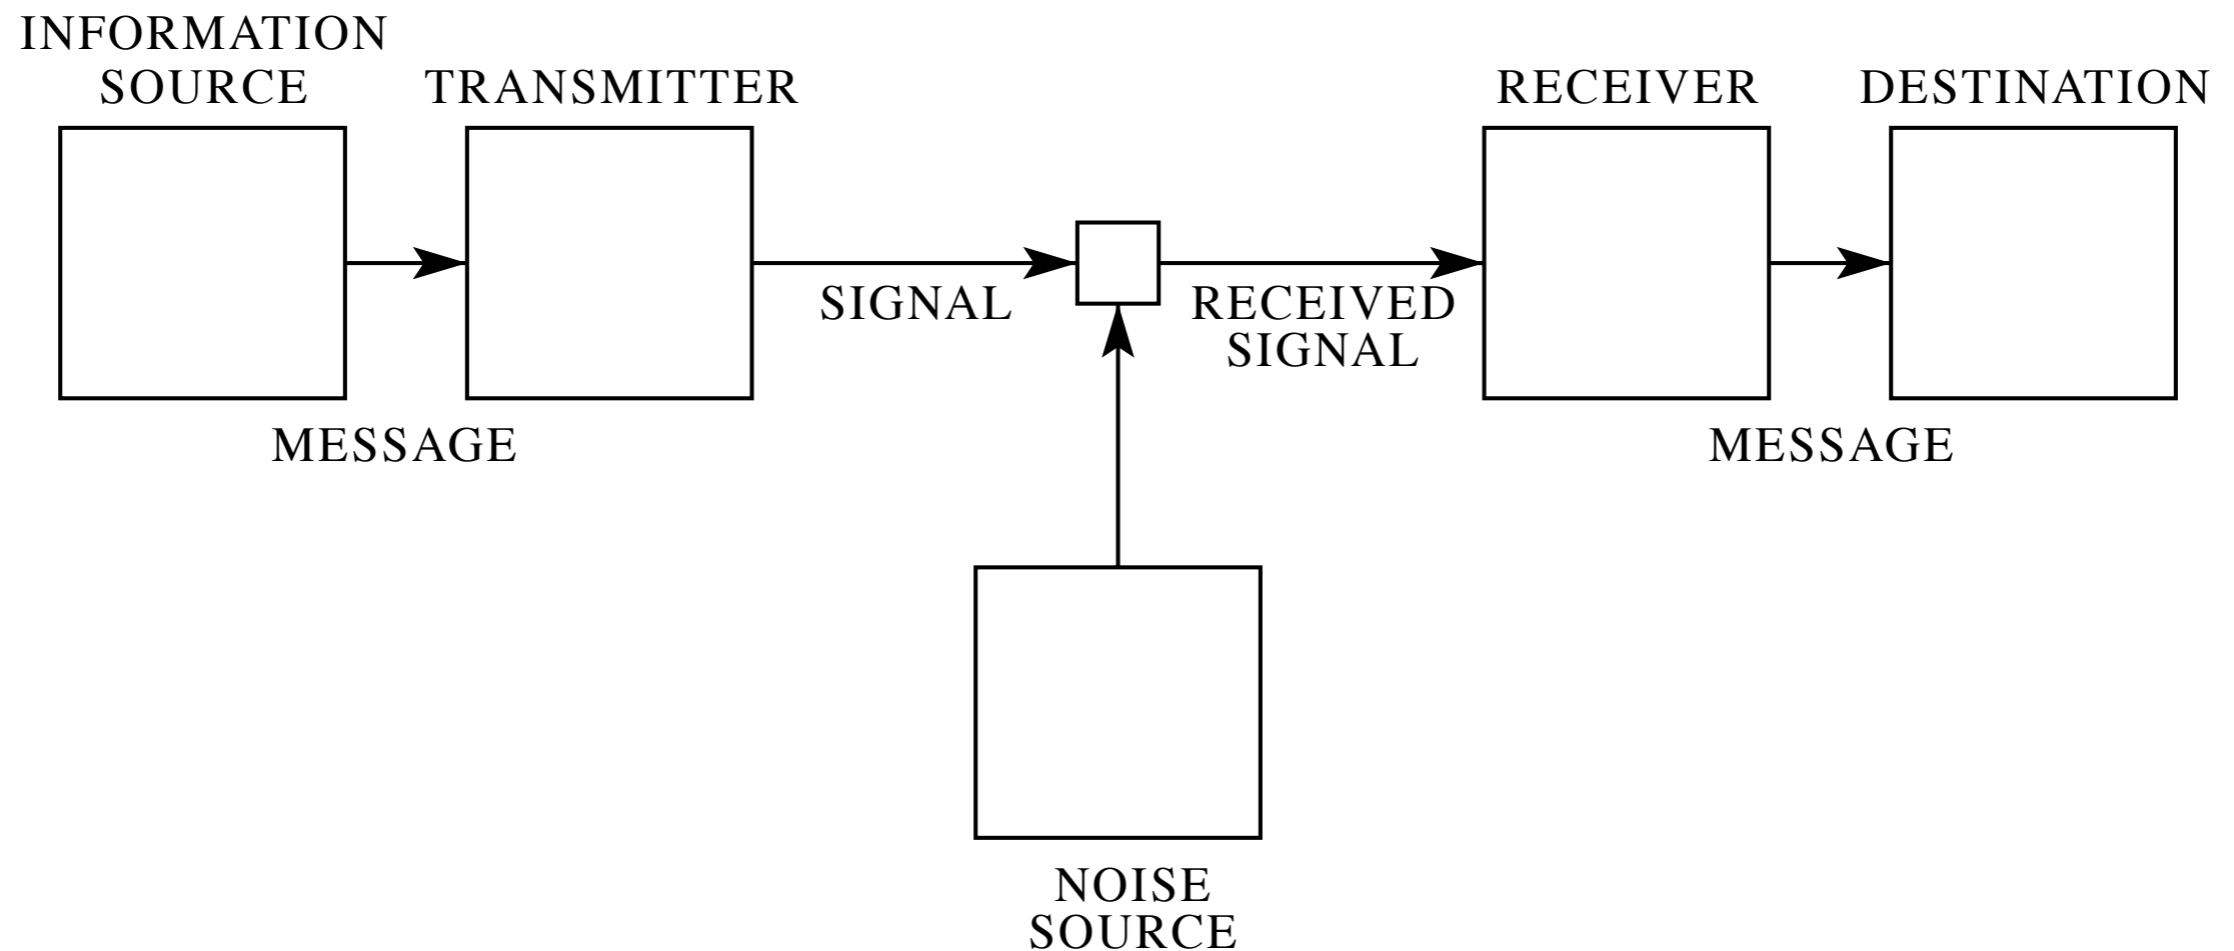 INFORMATION
SOURCE
TRANSMITTER
RECEIVER
DESTINATION
SIGNAL
RECEIVED
SIGNAL
MESSAGE
MESSAGE
NOISE
SOURCE